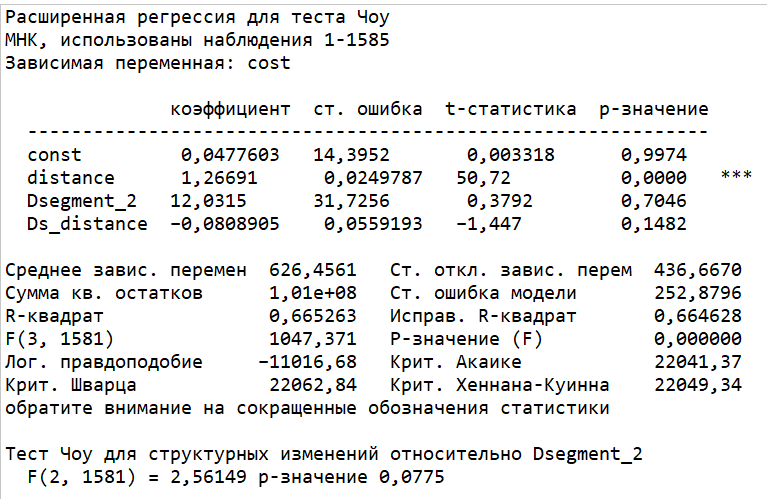 Расширенная регрессия для теста Чоу
МНК, использованы наблюдения 1-1585
Зависимая переменная: cost
коэффициент ст. ошибка t-статистика p-значение
---------------------------------------------------------------
const 0,0477603 14,3952 0,003318 0,9974
distance 1,26691 0,0249787 50,72 0,0000 ***
Dsegment_2 12,0315 31,7256 0,3792 0,7046
Ds_distance −0,0808905 0,0559193 −1,447 0,1482
Среднее завис. перемен 626,4561 Ст. откл. завис. перем 436,6670
Сумма кв. остатков 1,01e+08 Ст. ошибка модели 252,8796
R-квадрат 0,665263 Исправ. R-квадрат 0,664628
F(3, 1581) 1047,371 Р-значение (F) 0,000000
Лог. правдоподобие −11016,68 Крит. Акаике 22041,37
Крит. Шварца 22062,84 Крит. Хеннана-Куинна 22049,34
обратите внимание на сокращенные обозначения статистики
Тест Чоу для структурных изменений относительно Dsegment_2
F(2, 1581) = 2,56149 p-значение 0,0775